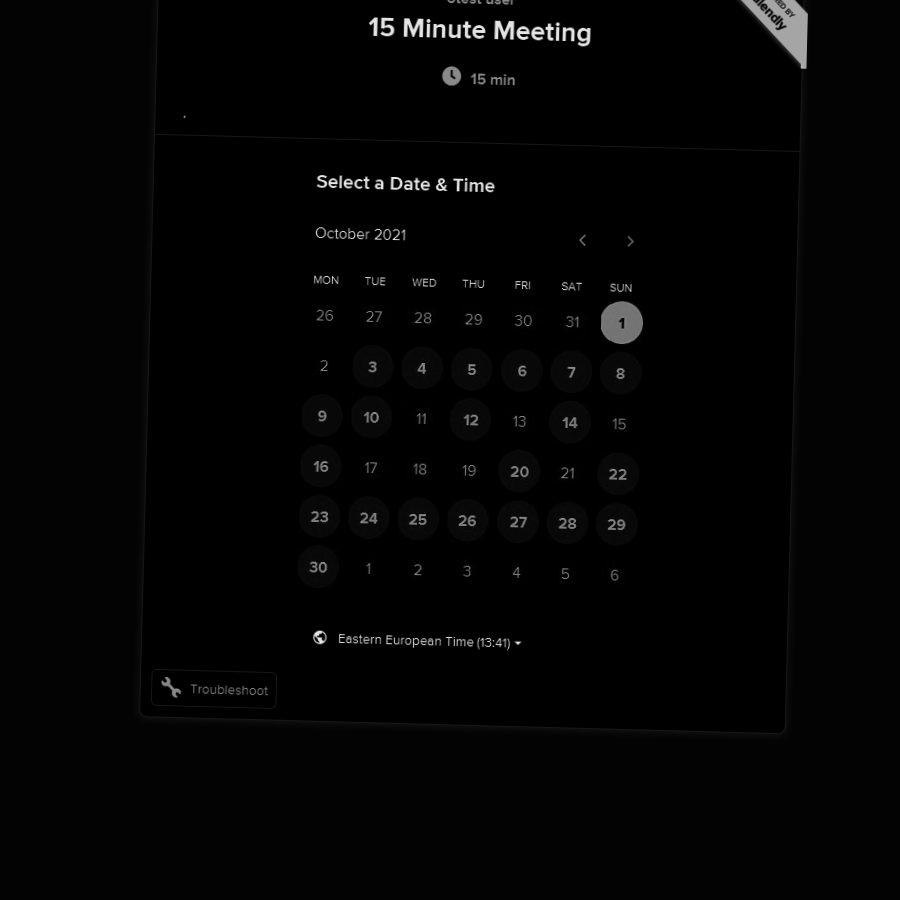 15 Minute Meeting
15 min
Select a Date & Time
October 2021
MON TUE WED THU FRI SAT SUN
26 27 28 29 30 31 1
2 3 4 5 6 7 8
9 10 11 12 13 14 15
16 17 18 19 20 21 22
23 24 25 26 27 28 29
30 1 2 3 4 5 6
Eastern European Time (13:41)
Troubleshoot